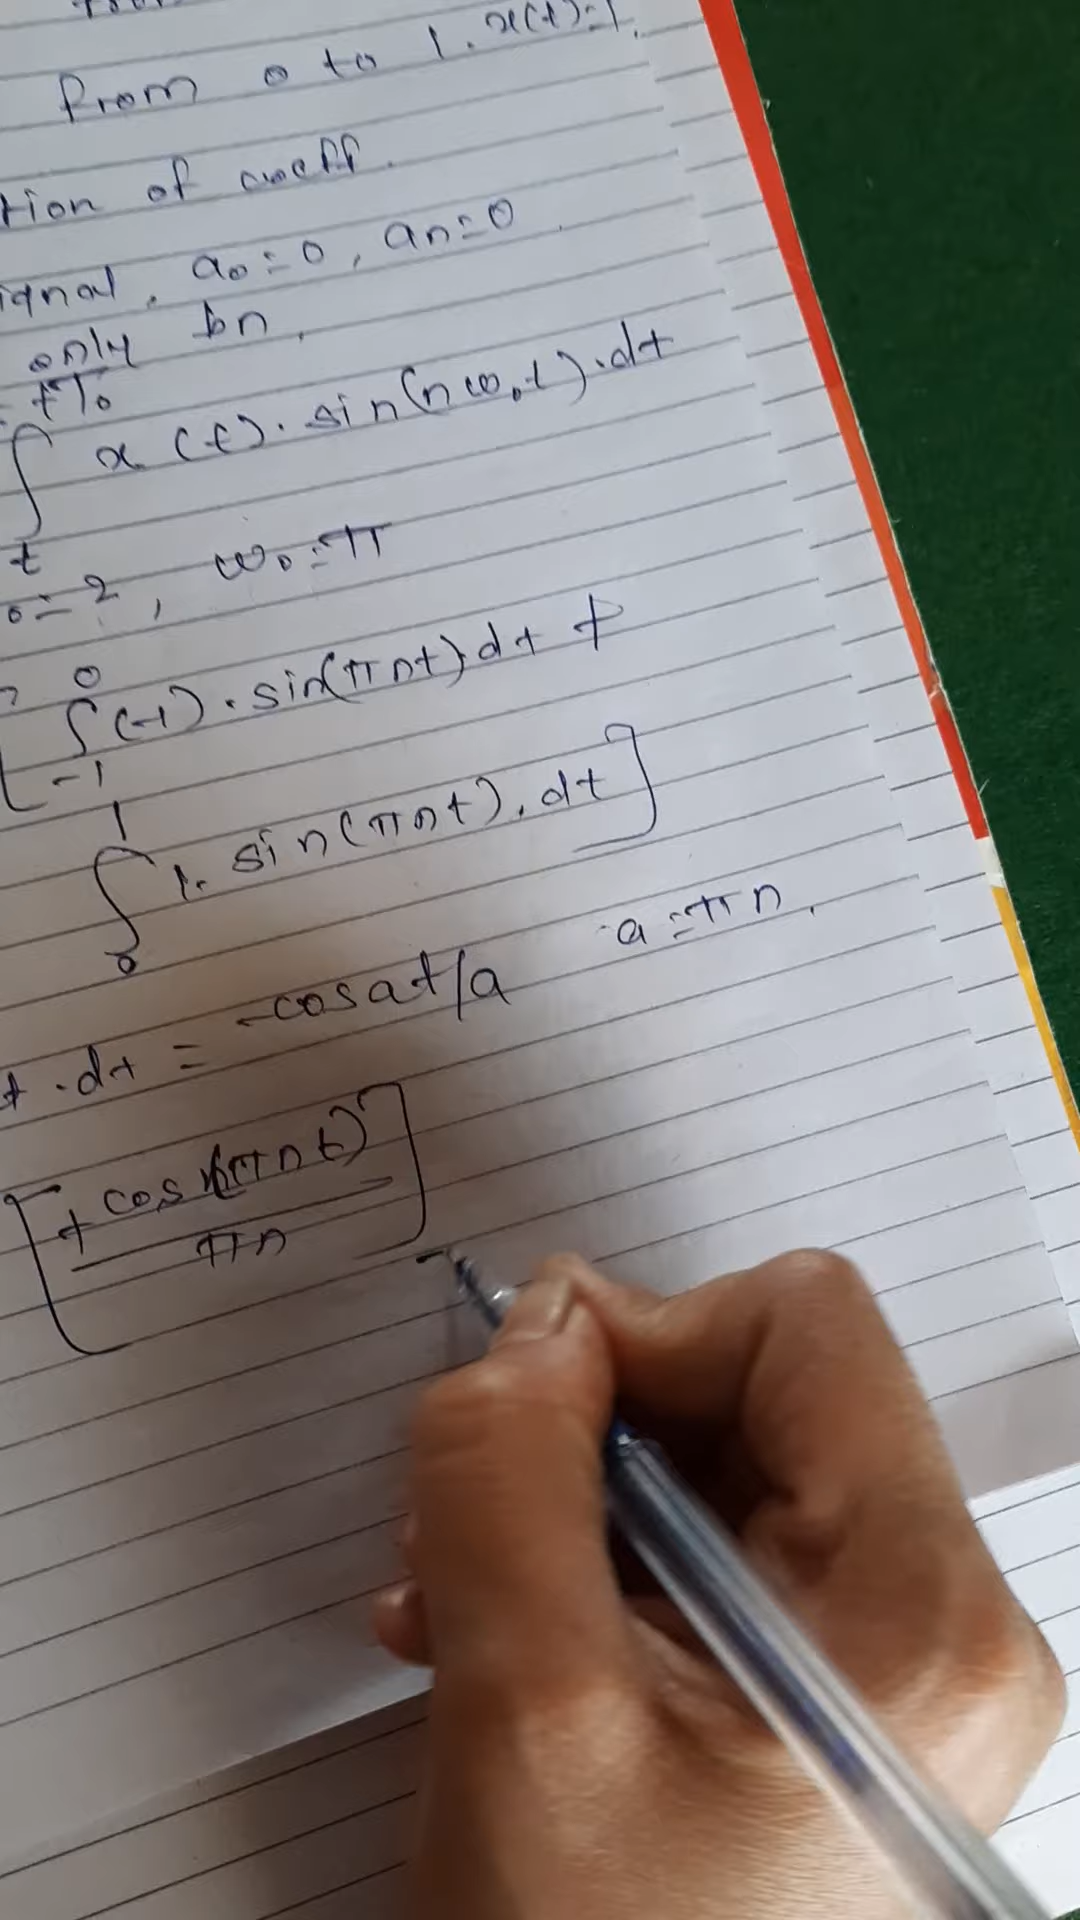 from 0 to 1. x(t)=1.
tion of coeff.
ignal, a₀=0, an=0.
only bn.
t+T₀
∫ x(t). sin(nω₀t).dt
t
₀=2, ω₀=π
0
[∫(-1).sin(πnt).dt +
-1
1
∫ 1. sin(πnt).dt]
0
t.dt = -cosat/a a=πn.
[+cos(πnt)
πn]